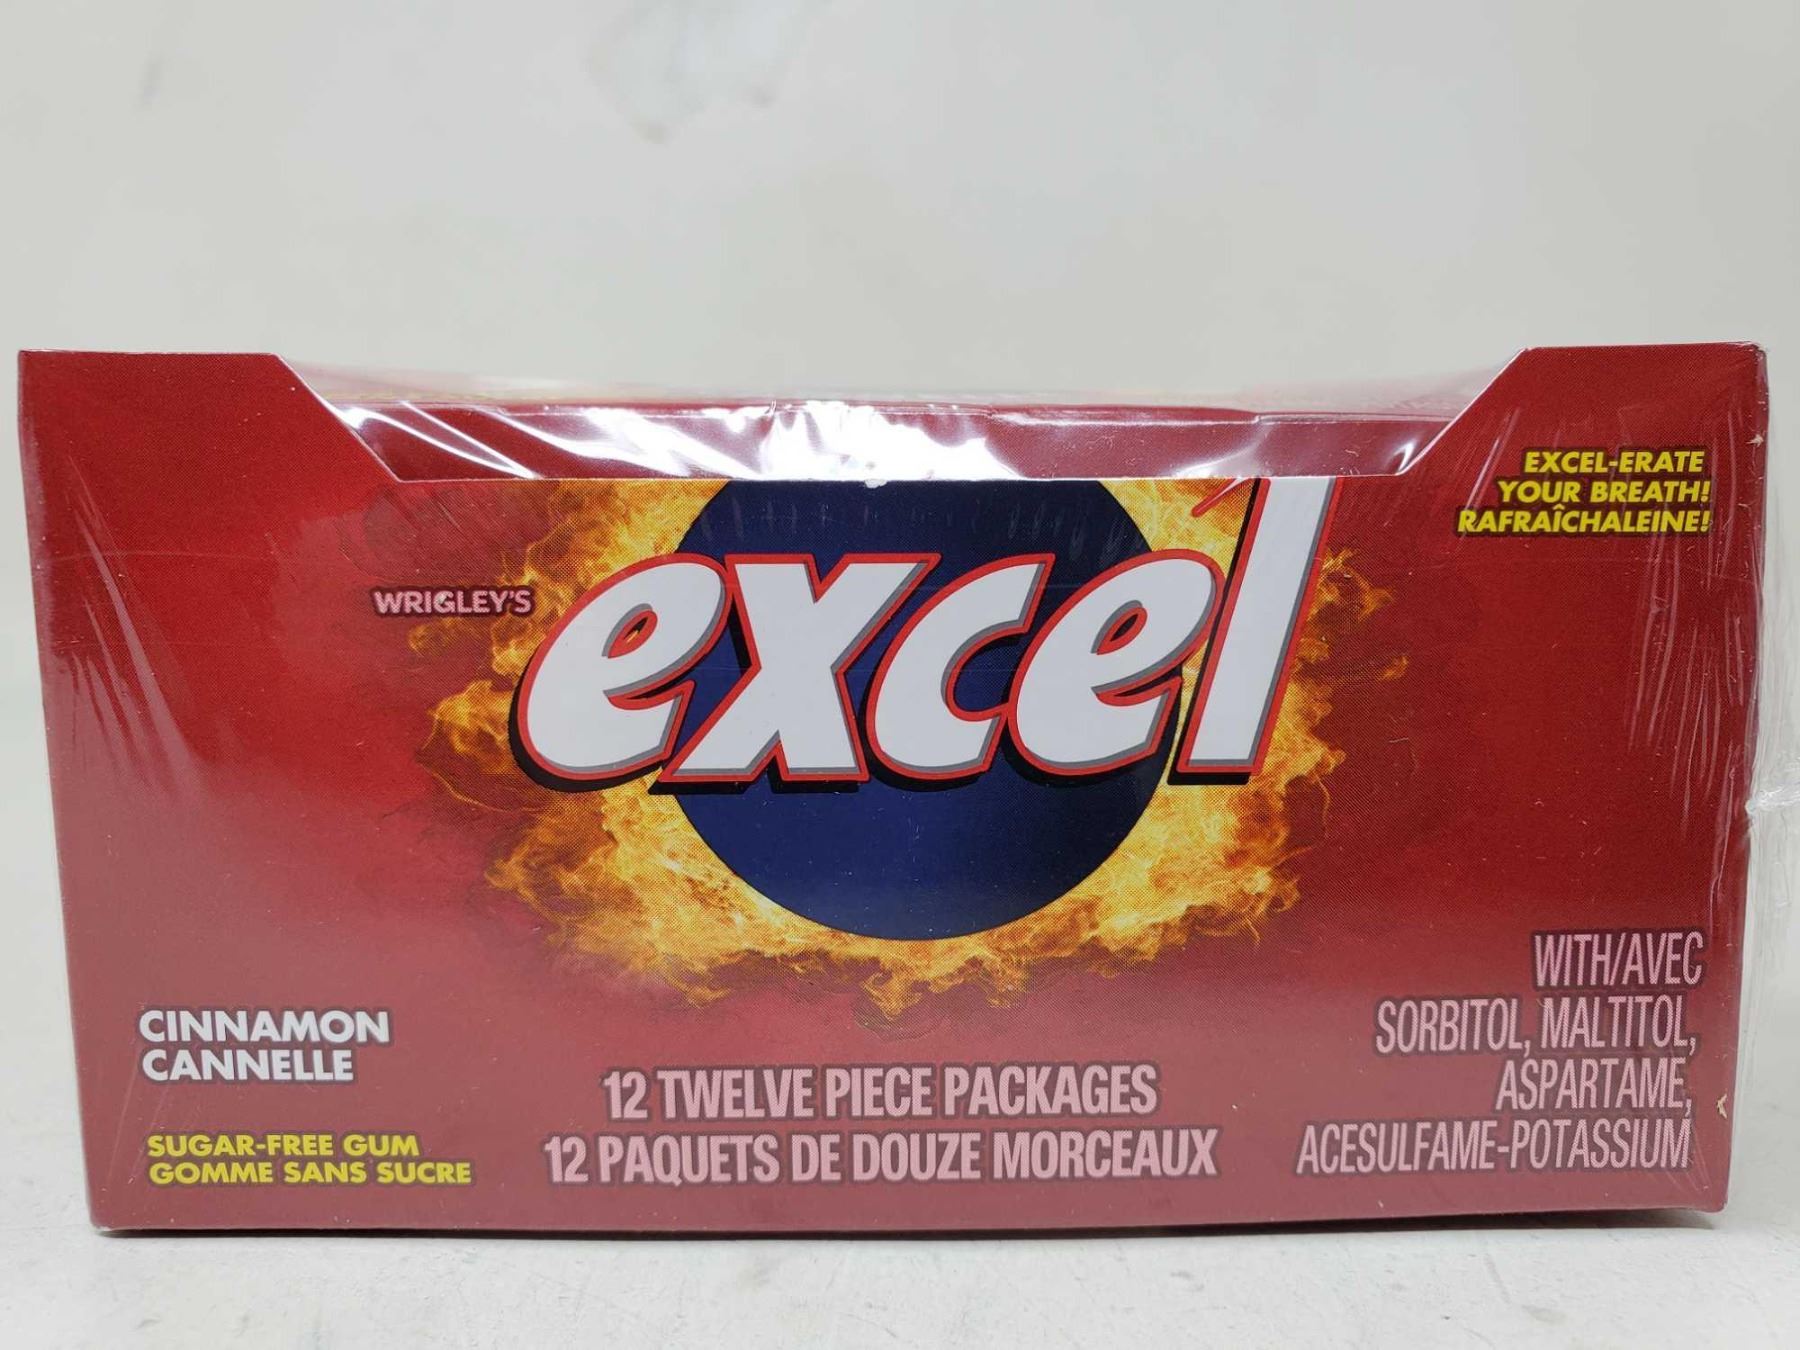 EXCEL-ERATE
YOUR BREATH!
RAFRAÎCHALEINE!
WRIGLEY'S
excel
CINNAMON
CANNELLE
SUGAR-FREE GUM
GOMME SANS SUCRE
12 TWELVE PIECE PACKAGES
12 PAQUETS DE DOUZE MORCEAUX
WITH/AVEC
SORBITOL, MALTITOL,
ASPARTAME,
ACESULFAME-POTASSIUM